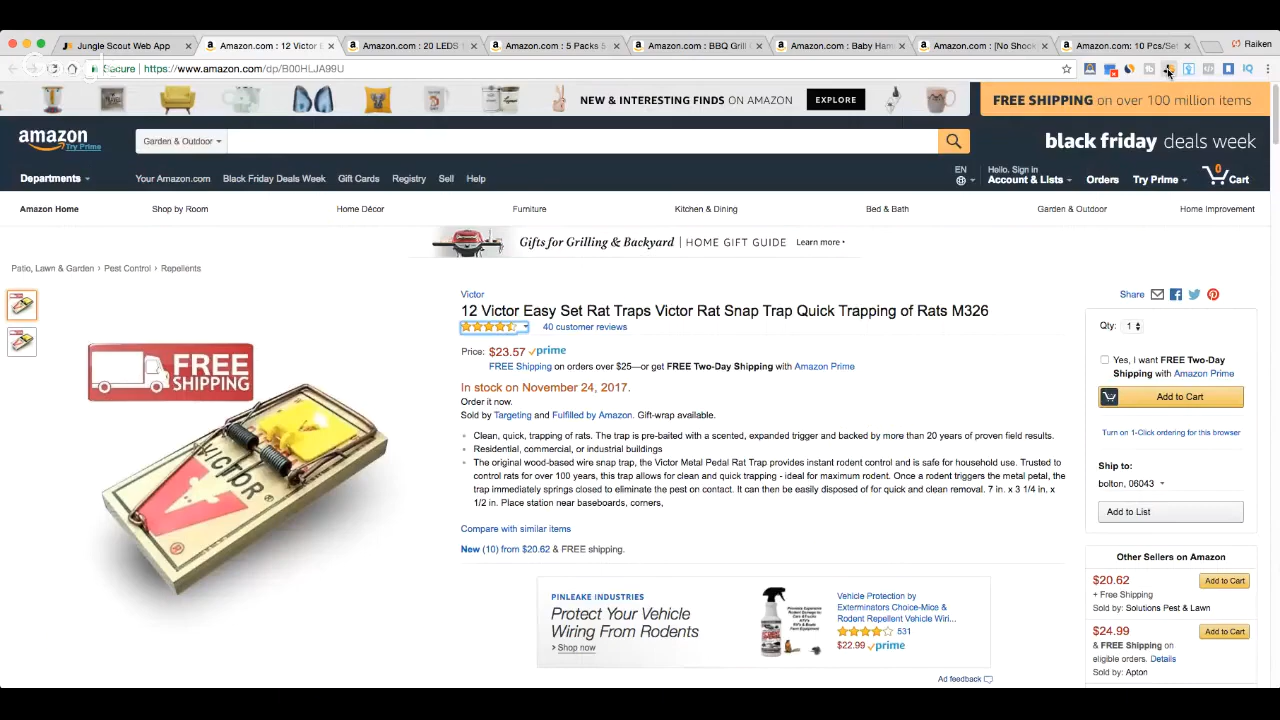 Jungle Scout Web App
Amazon.com : 12 Victor E
Amazon.com : 20 LEDS 1
Amazon.com : 5 Packs 5
Amazon.com : BBQ Grill
Amazon.com : Baby Ham
Amazon.com : [No Shock
Amazon.com: 10 Pcs/Set
Raiken
Secure
https://www.amazon.com/dp/B00HLJA99U
NEW & INTERESTING FINDS ON AMAZON
EXPLORE
FREE SHIPPING on over 100 million items
amazon
Try Prime
Garden & Outdoor
black friday deals week
Departments
Your Amazon.com
Black Friday Deals Week
Gift Cards
Registry
Sell
Help
EN
Hello. Sign in
Account & Lists
Orders
Try Prime
0
Cart
Amazon Home
Shop by Room
Home Décor
Furniture
Kitchen & Dining
Bed & Bath
Garden & Outdoor
Home Improvement
Gifts for Grilling & Backyard | HOME GIFT GUIDE Learn more
Patio, Lawn & Garden › Pest Control › Repellents
FREE
SHIPPING
VICTOR
Victor
12 Victor Easy Set Rat Traps Victor Rat Snap Trap Quick Trapping of Rats M326
40 customer reviews
Price: $23.57 prime
FREE Shipping on orders over $25—or get FREE Two-Day Shipping with Amazon Prime
In stock on November 24, 2017.
Order it now.
Sold by Targeting and Fulfilled by Amazon. Gift-wrap available.
• Clean, quick, trapping of rats. The trap is pre-baited with a scented, expanded trigger and backed by more than 20 years of proven field results.
• Residential, commercial, or industrial buildings
• The original wood-based wire snap trap, the Victor Metal Pedal Rat Trap provides instant rodent control and is safe for household use. Trusted to
control rats for over 100 years, this trap allows for clean and quick trapping - ideal for maximum rodent. Once a rodent triggers the metal pedal, the
trap immediately springs closed to eliminate the pest on contact. It can then be easily disposed of for quick and clean removal. 7 in. x 3 1/4 in. x
1/2 in. Place station near baseboards, corners,
Compare with similar items
New (10) from $20.62 & FREE shipping.
PINLEAKE INDUSTRIES
Protect Your Vehicle
Wiring From Rodents
› Shop now
Vehicle Protection by
Exterminators Choice-Mice &
Rodent Repellent Vehicle Wiri...
531
$22.99 prime
Ad feedback
Share
Qty: 1
Yes, I want FREE Two-Day
Shipping with Amazon Prime
Add to Cart
Turn on 1-Click ordering for this browser
Ship to:
bolton, 06043
Add to List
Other Sellers on Amazon
$20.62
Add to Cart
+ Free Shipping
Sold by: Solutions Pest & Lawn
$24.99
Add to Cart
& FREE Shipping on
eligible orders. Details
Sold by: Apton